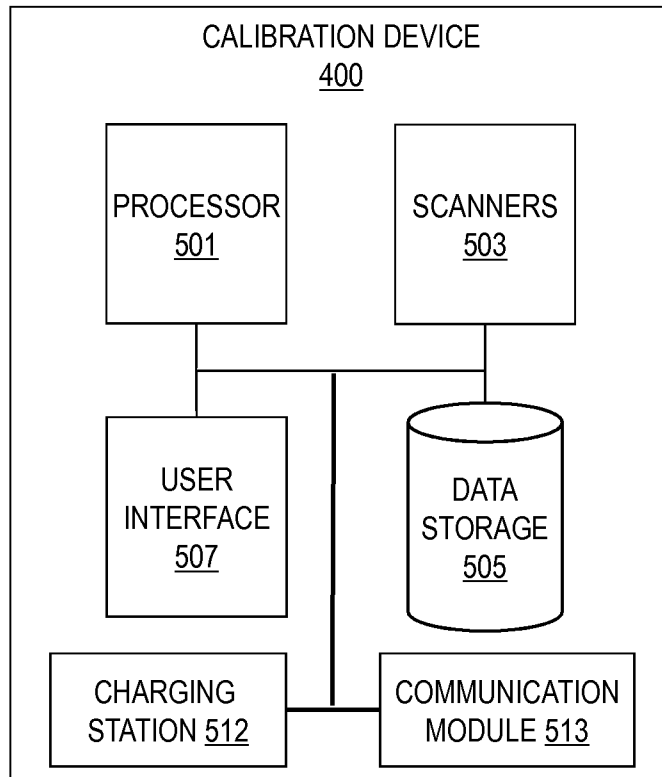 CALIBRATION DEVICE
400
PROCESSOR
501
SCANNERS
503
USER
INTERFACE
507
DATA
STORAGE
505
CHARGING
STATION 512
COMMUNICATION
MODULE 513